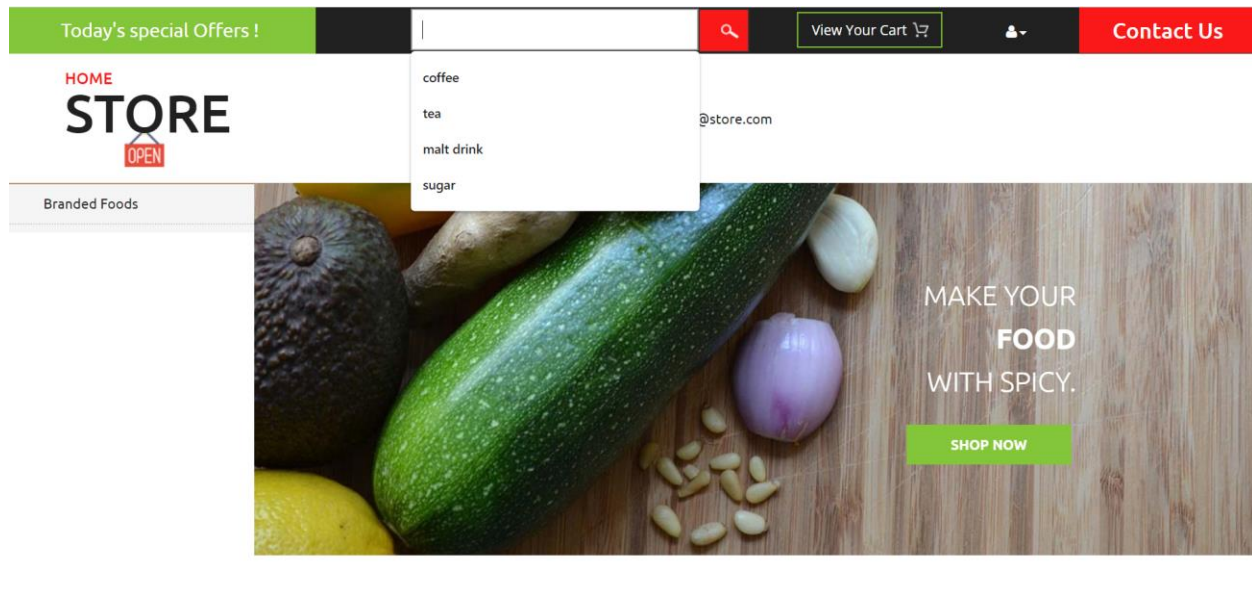 Today's special Offers !
View Your Cart
Contact Us
coffee
tea
malt drink
sugar
HOME
STORE
OPEN
@store.com
Branded Foods
MAKE YOUR
FOOD
WITH SPICY.
SHOP NOW